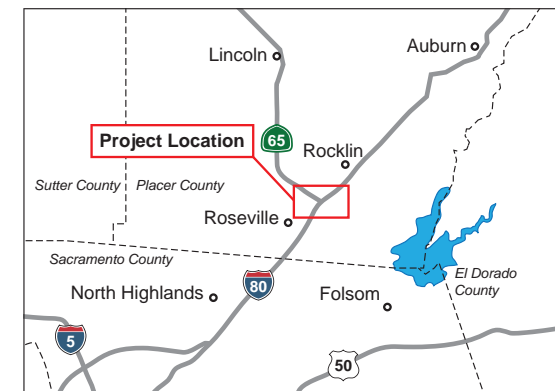 Auburn
Lincoln
Project Location
65
Rocklin
Sutter County
Placer County
Roseville
Sacramento County
80
El Dorado
County
North Highlands
Folsom
5
50